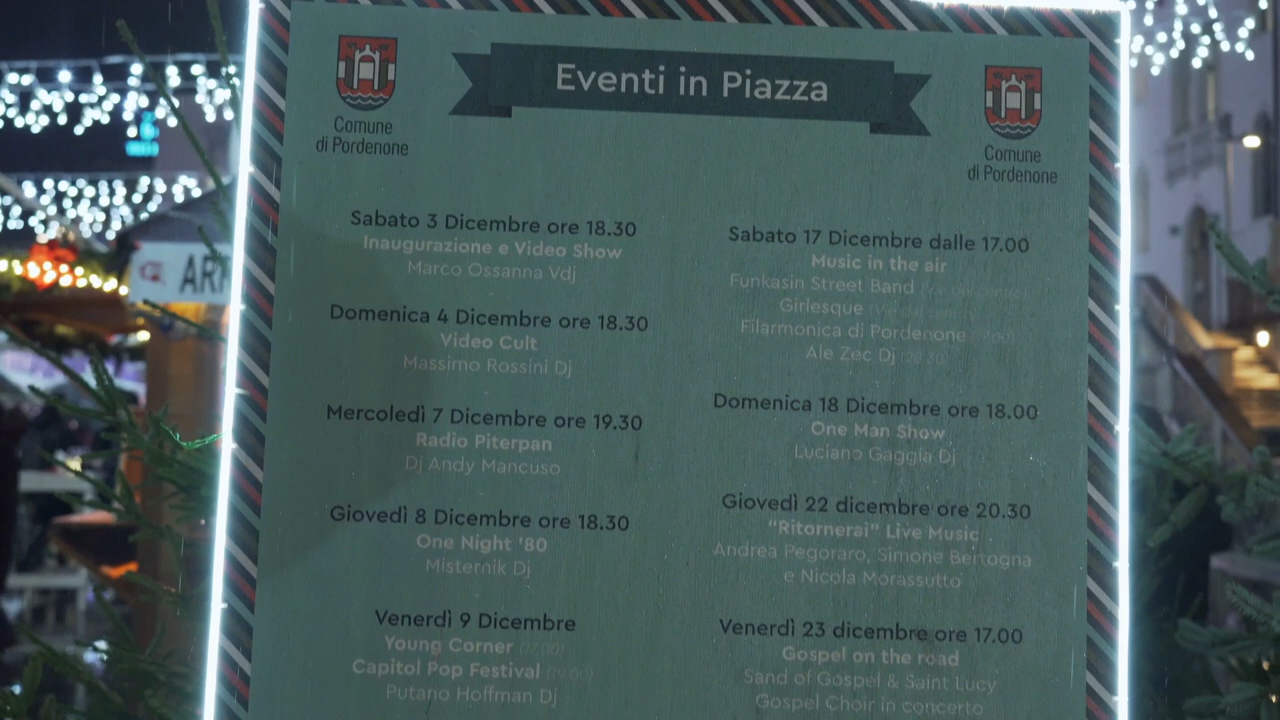 Eventi in Piazza
Comune
di Pordenone
Comune
di Pordenone
Sabato 3 Dicembre ore 18.30
Inaugurazione e Video Show
Marco Ossanna Vdj
Domenica 4 Dicembre ore 18.30
Video Cult
Massimo Rossini Dj
Mercoledì 7 Dicembre ore 19.30
Radio Piterpan
Dj Andy Mancuso
Giovedì 8 Dicembre ore 18.30
One Night '80
Misternik Dj
Venerdì 9 Dicembre
Young Corner (17.00)
Capitol Pop Festival (19.00)
Putano Hoffman Dj
Sabato 17 Dicembre dalle 17.00
Music in the air
Funkasin Street Band
Girlesque
Filarmonica di Pordenone
Ale Zec Dj (20.30)
Domenica 18 Dicembre ore 18.00
One Man Show
Luciano Gaggia Dj
Giovedì 22 dicembre ore 20.30
"Ritornerai" Live Music
Andrea Pegoraro, Simone Bertogna
e Nicola Morassutto
Venerdì 23 dicembre ore 17.00
Gospel on the road
Sand of Gospel & Saint Lucy
Gospel Choir in concerto